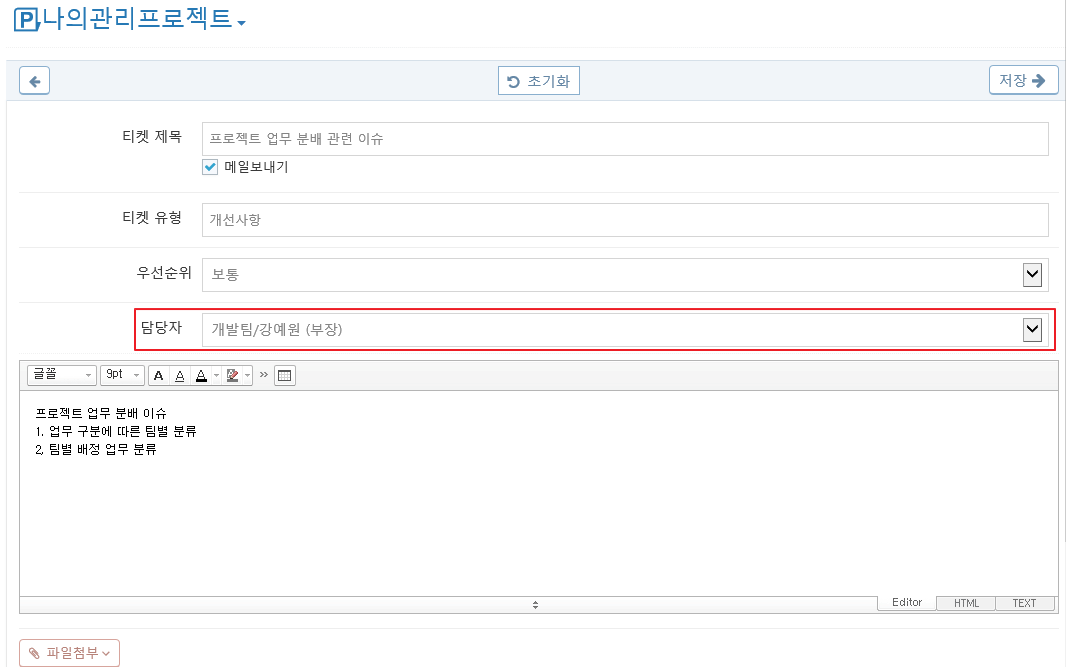 P 나의관리프로젝트
초기화
저장
티켓 제목 프로젝트 업무 분배 관련 이슈
메일보내기
티켓 유형 개선사항
우선순위 보통
담당자 개발팀/강예원 (부장)
글꼴 9pt A A A »
프로젝트 업무 분배 이슈
1. 업무 구분에 따른 팀별 분류
2. 팀별 배정 업무 분류
Editor HTML TEXT
파일첨부